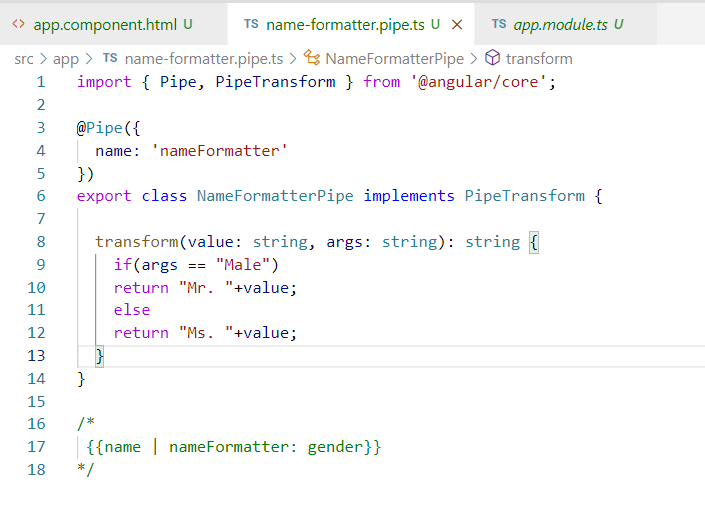 <> app.component.html U TS name-formatter.pipe.ts U × TS app.module.ts U
src > app > TS name-formatter.pipe.ts > NameFormatterPipe > transform
1 import { Pipe, PipeTransform } from '@angular/core';
2
3 @Pipe({
4 name: 'nameFormatter'
5 })
6 export class NameFormatterPipe implements PipeTransform {
7
8 transform(value: string, args: string): string {
9 if(args == "Male")
10 return "Mr. "+value;
11 else
12 return "Ms. "+value;
13 }
14 }
15
16 /*
17 {{name | nameFormatter: gender}}
18 */